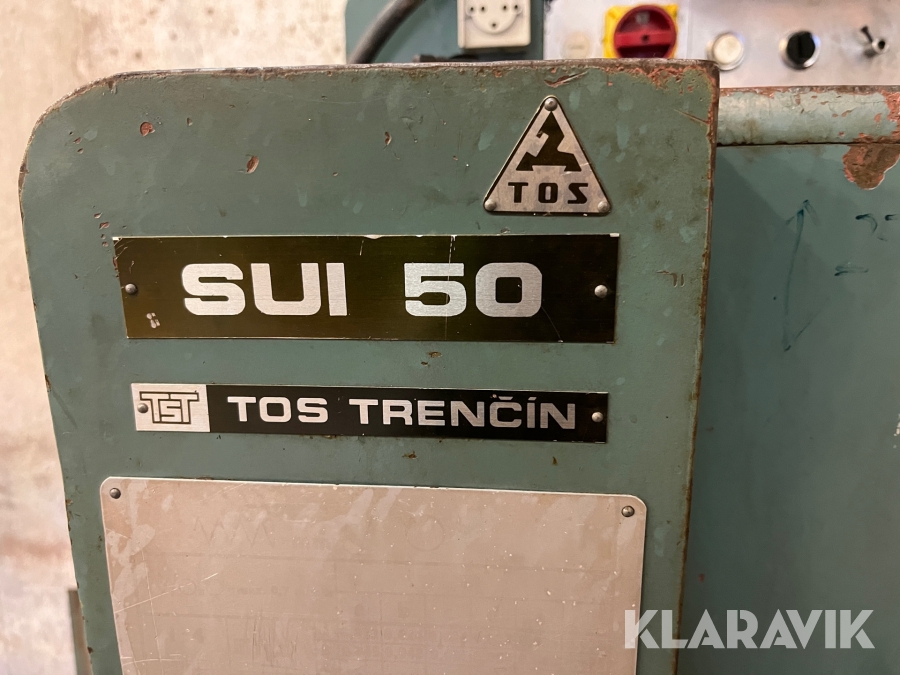 TOS
SUI 50
TST TOS TRENČÍN
KLARAVIK